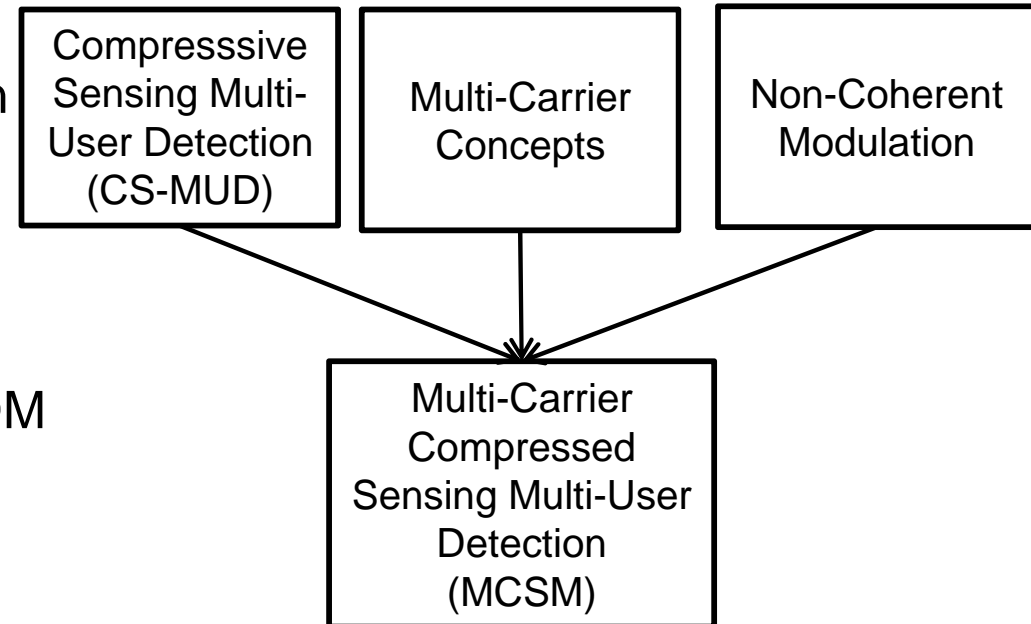 Compresssive
Sensing Multi-
User Detection
(CS-MUD)
Multi-Carrier
Concepts
Non-Coherent
Modulation
Multi-Carrier
Compressed
Sensing Multi-User
Detection
(MCSM)